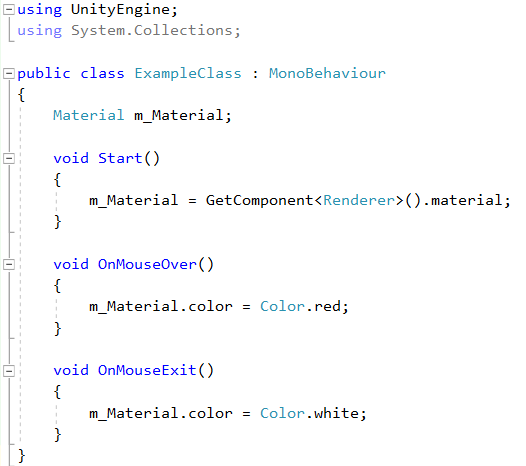 using UnityEngine;
using System.Collections;
public class ExampleClass : MonoBehaviour
{
    Material m_Material;
    void Start()
    {
        m_Material = GetComponent<Renderer>().material;
    }
    void OnMouseOver()
    {
        m_Material.color = Color.red;
    }
    void OnMouseExit()
    {
        m_Material.color = Color.white;
    }
}